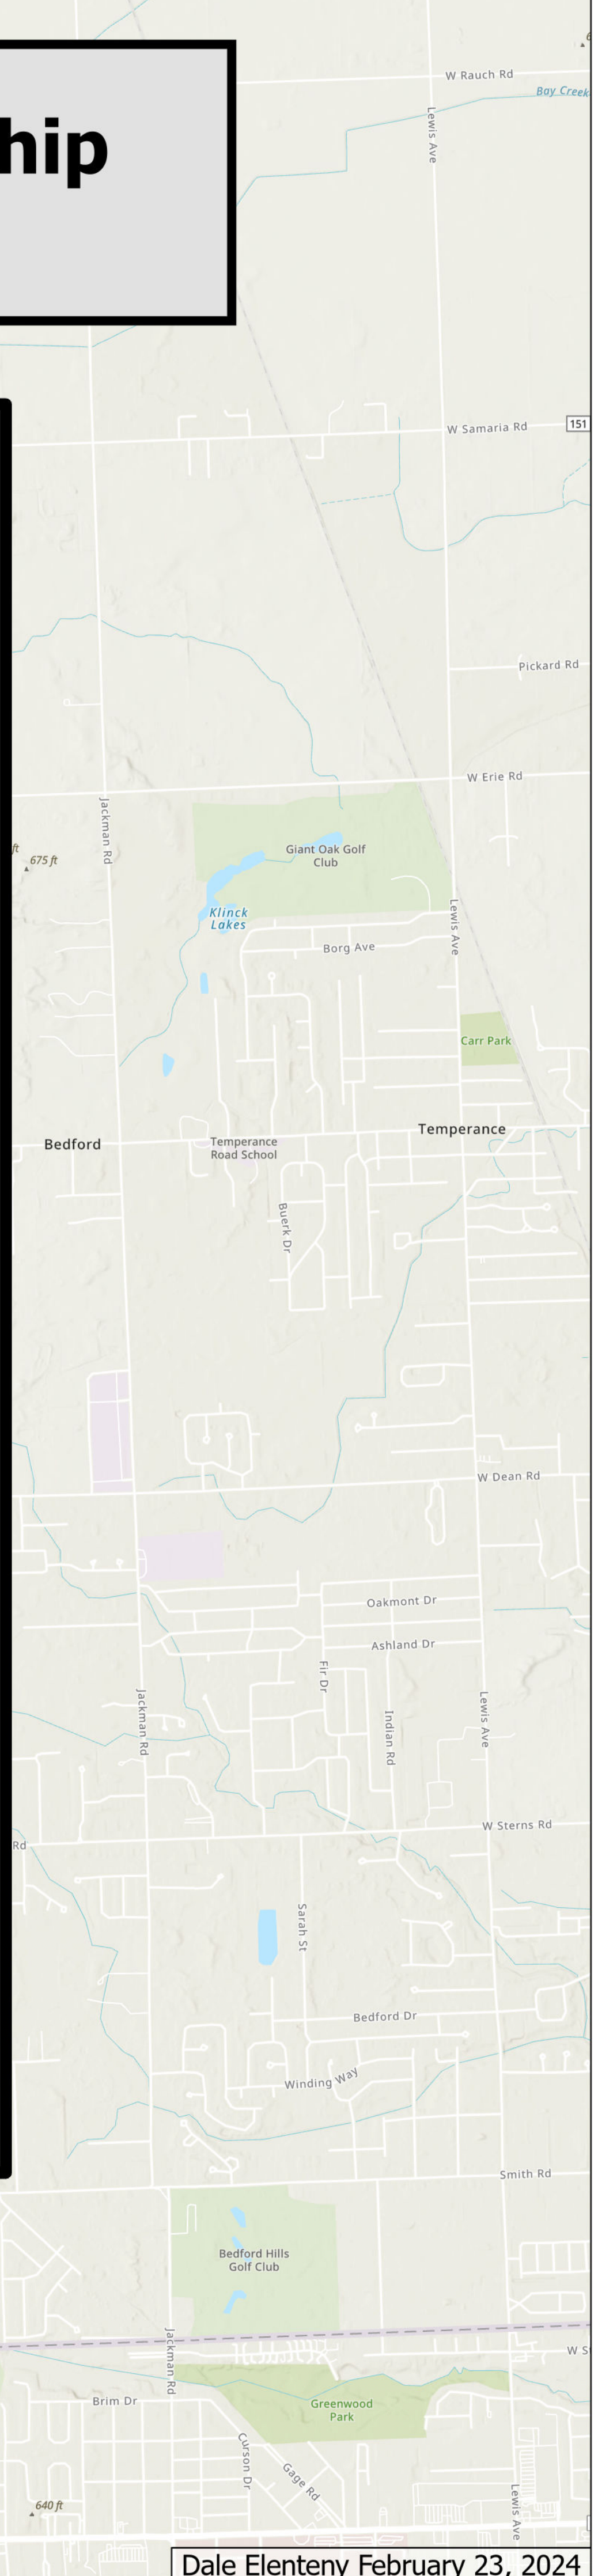 W Rauch Rd
Bay Creek
Lewis Ave
hip
151
W Samaria Rd
Pickard Rd
W Erie Rd
Jackman Rd
ft
675 ft
Giant Oak Golf
Club
Klinck
Lakes
Lewis Ave
Borg Ave
Carr Park
Temperance
Bedford
Temperance
Road School
Buerk Dr
W Dean Rd
Oakmont Dr
Ashland Dr
Fir Dr
Jackman Rd
Indian Rd
Lewis Ave
W Sterns Rd
Rd
Sarah St
Bedford Dr
Winding Way
Smith Rd
Bedford Hills
Golf Club
Jackman Rd
W S
Brim Dr
Greenwood
Park
Curson Dr
Gage Rd
Lewis Ave
640 ft
Dale Elenteny February 23, 2024